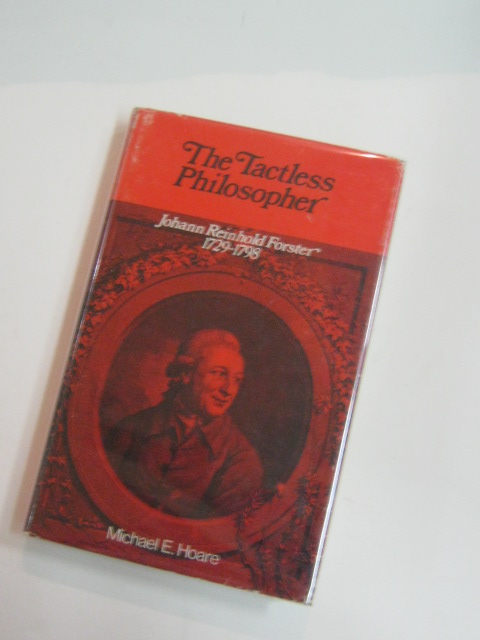 The Tactless
Philosopher
Johann Reinhold Forster
1729-1798
Michael E. Hoare